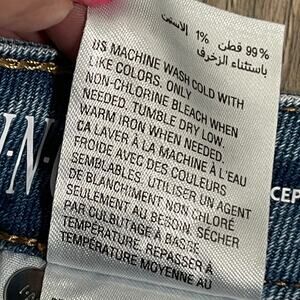 99% قطن 1% الاستين
باستثناء الزخرف
US MACHINE WASH COLD WITH
LIKE COLORS. ONLY
NON-CHLORINE BLEACH WHEN
NEEDED. TUMBLE DRY LOW.
WARM IRON WHEN NEEDED.
CA LAVER À LA MACHINE À L'EAU
FROIDE AVEC DES COULEURS
SEMBLABLES. UTILISER UN AGENT
DE BLANCHIMENT NON CHLORÉ
SEULEMENT AU BESOIN. SÉCHER
PAR CULBUTAGE À BASSE
TEMPÉRATURE. REPASSER À
TEMPÉRATURE MOYENNE AU
CEP